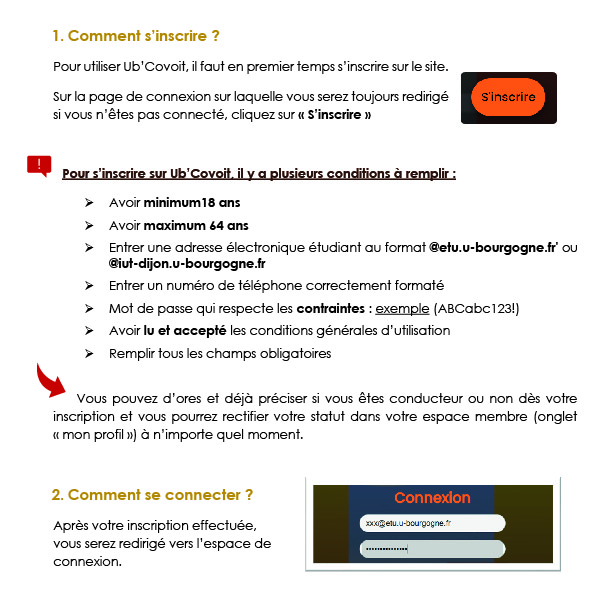 1. Comment s'inscrire ?
Pour utiliser Ub'Covoit, il faut en premier temps s'inscrire sur le site.
Sur la page de connexion sur laquelle vous serez toujours redirigé
si vous n'êtes pas connecté, cliquez sur « S'inscrire »
S'inscrire
!
Pour s'inscrire sur Ub'Covoit, il y a plusieurs conditions à remplir :
➢ Avoir minimum18 ans
➢ Avoir maximum 64 ans
➢ Entrer une adresse électronique étudiant au format @etu.u-bourgogne.fr' ou
@iut-dijon.u-bourgogne.fr
➢ Entrer un numéro de téléphone correctement formaté
➢ Mot de passe qui respecte les contraintes : exemple (ABCabc123!)
➢ Avoir lu et accepté les conditions générales d'utilisation
➢ Remplir tous les champs obligatoires
Vous pouvez d'ores et déjà préciser si vous êtes conducteur ou non dès votre
inscription et vous pourrez rectifier votre statut dans votre espace membre (onglet
« mon profil ») à n'importe quel moment.
2. Comment se connecter ?
Après votre inscription effectuée,
vous serez redirigé vers l'espace de
connexion.
Connexion
xxx@etu.u-bourgogne.fr